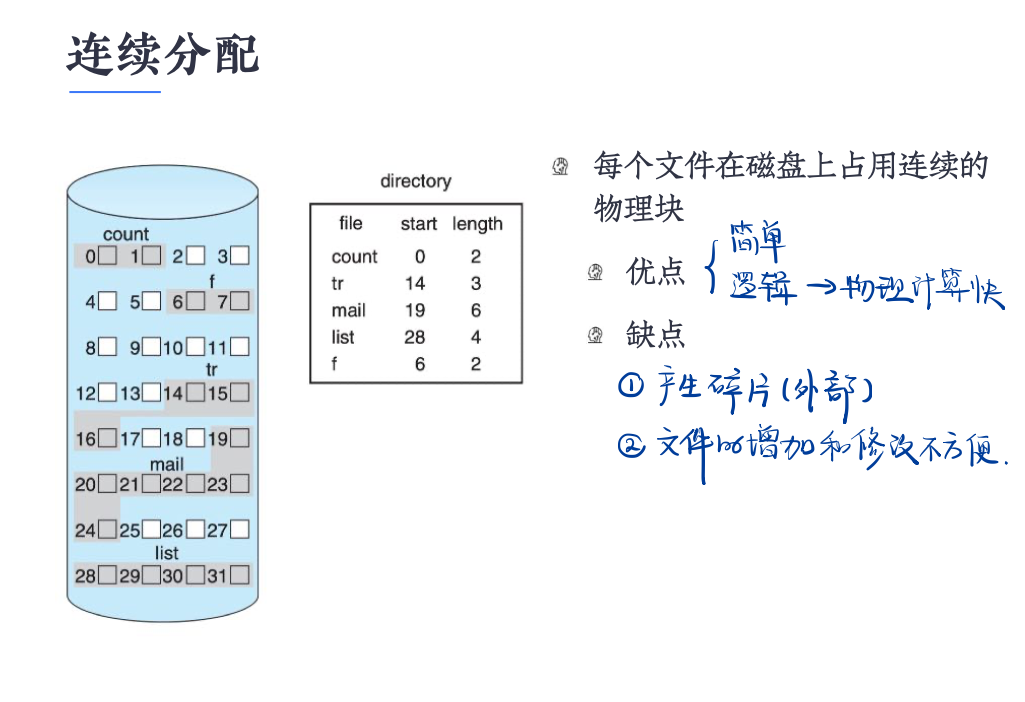 连续分配
count
0 1 2 3
f
4 5 6 7
8 9 10 11
tr
12 13 14 15
16 17 18 19
mail
20 21 22 23
24 25 26 27
list
28 29 30 31
directory
file start length
count 0 2
tr 14 3
mail 19 6
list 28 4
f 6 2
每个文件在磁盘上占用连续的
物理块
优点 { 简单
逻辑 → 物理计算快
缺点
① 产生碎片(外部)
② 文件的增加和修改不方便.